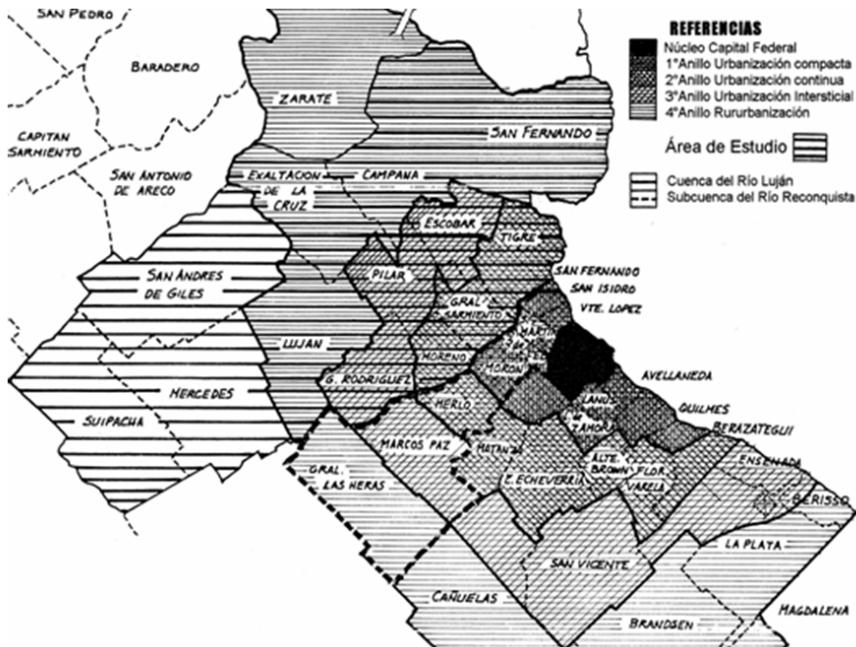 SAN PEDRO
BARADERO
CAPITAN
SARMIENTO
SAN ANTONIO
DE ARECO
ZARATE
SAN FERNANDO
EXALTACION
DE LA
CRUZ
CAMPANA
ESCOBAR
TIGRE
PILAR
SAN ANDRES
DE GILES
GRAL.
SARMIENTO
SAN FERNANDO
SAN ISIDRO
VTE. LOPEZ
LUJAN
MORENO
MORON
G. RODRIGUEZ
MERCEDES
SUIPACHA
MERLO
MARCOS PAZ
MATANZA
GRAL.
LAS HERAS
LANUS
ZAMORA
AVELLANEDA
QUILMES
BERAZATEGUI
E. ECHEVERRIA
ALTE.
BROWN
FLOR.
VARELA
ENSENADA
BERISSO
LA PLATA
SAN VICENTE
CAÑUELAS
BRANDSEN
MAGDALENA
REFERENCIAS
Núcleo Capital Federal
1°Anillo Urbanización compacta
2°Anillo Urbanización continua
3°Anillo Urbanización Intersticial
4°Anillo Rururbanización
Área de Estudio
Cuenca del Río Luján
Subcuenca del Río Reconquista